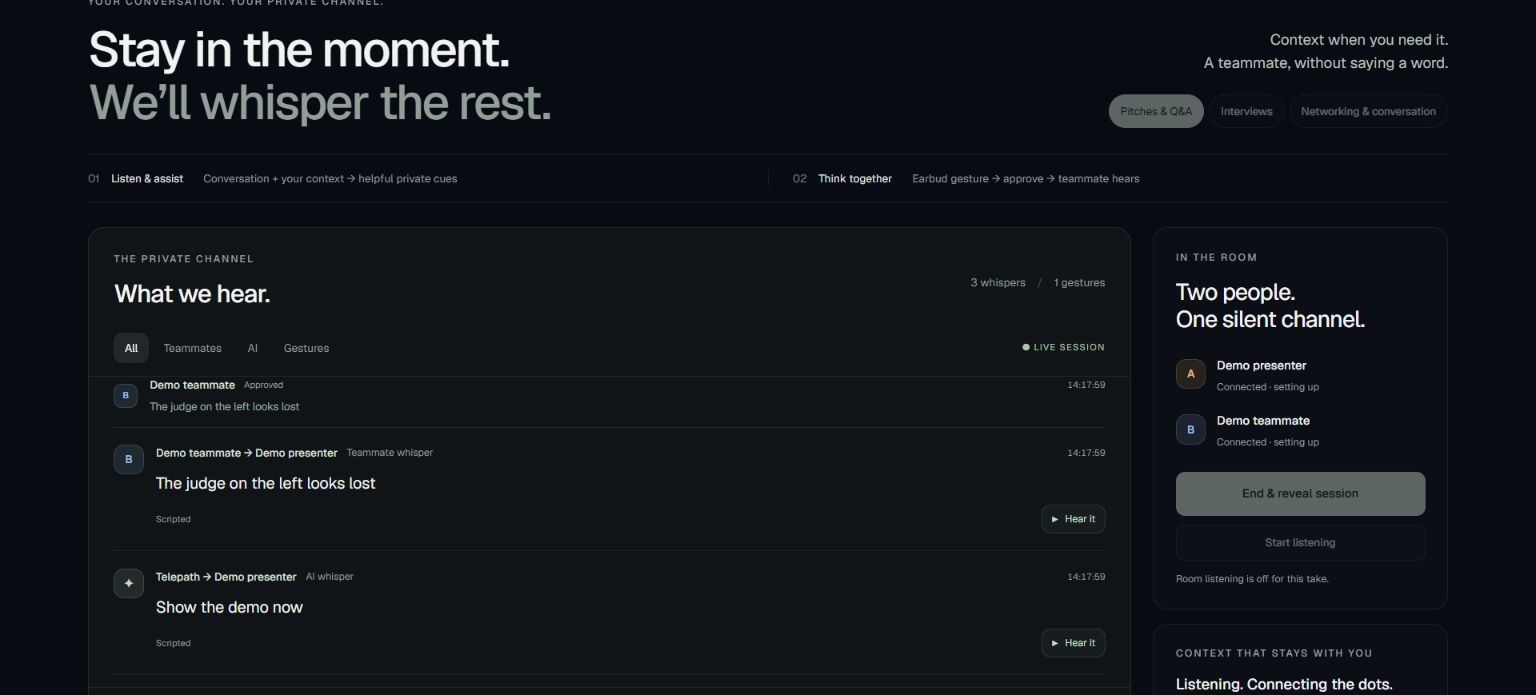 YOUR CONVERSATION. YOUR PRIVATE CHANNEL.
Stay in the moment.
We'll whisper the rest.
Context when you need it.
A teammate, without saying a word.
Pitches & Q&A
Interviews
Networking & conversation
01 Listen & assist Conversation + your context → helpful private cues
02 Think together Earbud gesture → approve → teammate hears
THE PRIVATE CHANNEL
What we hear.
3 whispers / 1 gestures
All Teammates AI Gestures
LIVE SESSION
B
Demo teammate Approved 14:17:59
The judge on the left looks lost
B
Demo teammate → Demo presenter Teammate whisper 14:17:59
The judge on the left looks lost
Scripted
Hear it
Telepath → Demo presenter AI whisper 14:17:59
Show the demo now
Scripted
Hear it
IN THE ROOM
Two people.
One silent channel.
A
Demo presenter
Connected · setting up
B
Demo teammate
Connected · setting up
End & reveal session
Start listening
Room listening is off for this take.
CONTEXT THAT STAYS WITH YOU
Listening. Connecting the dots.